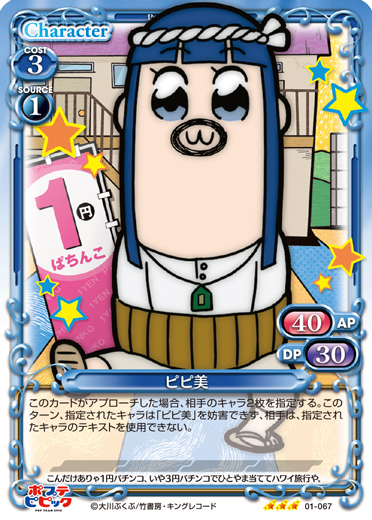 Character
COST
3
SOURCE
1
1
円
ぱちんこ
1YEN
40 AP
DP 30
ピピ美
このカードがアプローチした場合、相手のキャラ2枚を指定する。この
ターン、指定されたキャラは「ピピ美」を妨害できず、相手は、指定され
たキャラのテキストを使用できない。
こんだけありゃ1円パチンコ、いや3円パチンコでひとやま当ててハワイ旅行や。
ポプテ
ピピック
POP TEAM EPIC
©大川ぶくぶ/竹書房・キングレコード
01-067